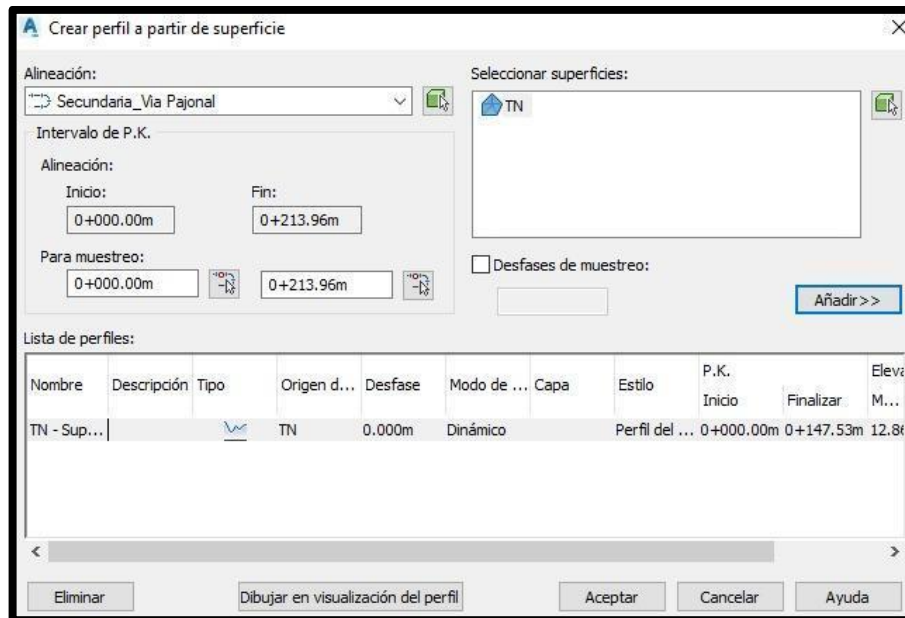 Crear perfil a partir de superficie
Alineación:
Secundaria_Via Pajonal
Intervalo de P.K.
Alineación:
Inicio: Fin:
0+000.00m 0+213.96m
Para muestreo:
0+000.00m 0+213.96m
Seleccionar superficies:
TN
Desfases de muestreo:
Añadir>>
Lista de perfiles:
Nombre Descripción Tipo Origen d... Desfase Modo de ... Capa Estilo P.K. Eleva
Inicio Finalizar M...
TN - Sup... TN 0.000m Dinámico Perfil del ... 0+000.00m 0+147.53m 12.86
Eliminar Dibujar en visualización del perfil Aceptar Cancelar Ayuda